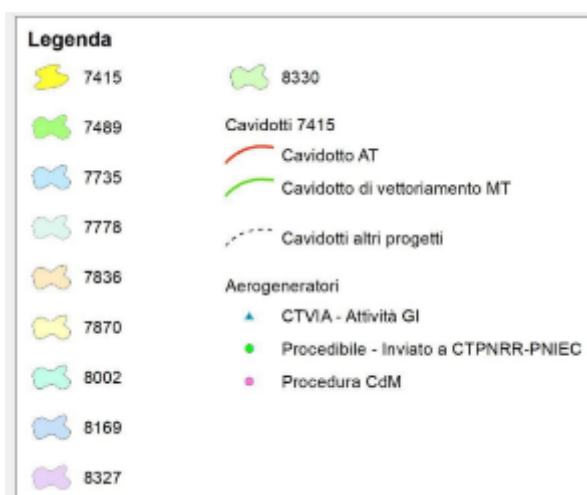 Legenda
7415
7489
7735
7778
7836
7870
8002
8169
8327
8330
Cavidotti 7415
Cavidotto AT
Cavidotto di vettoriamento MT
Cavidotti altri progetti
Aerogeneratori
CTVIA - Attività GI
Procedibile - Inviato a CTPNRR-PNIEC
Procedura CdM